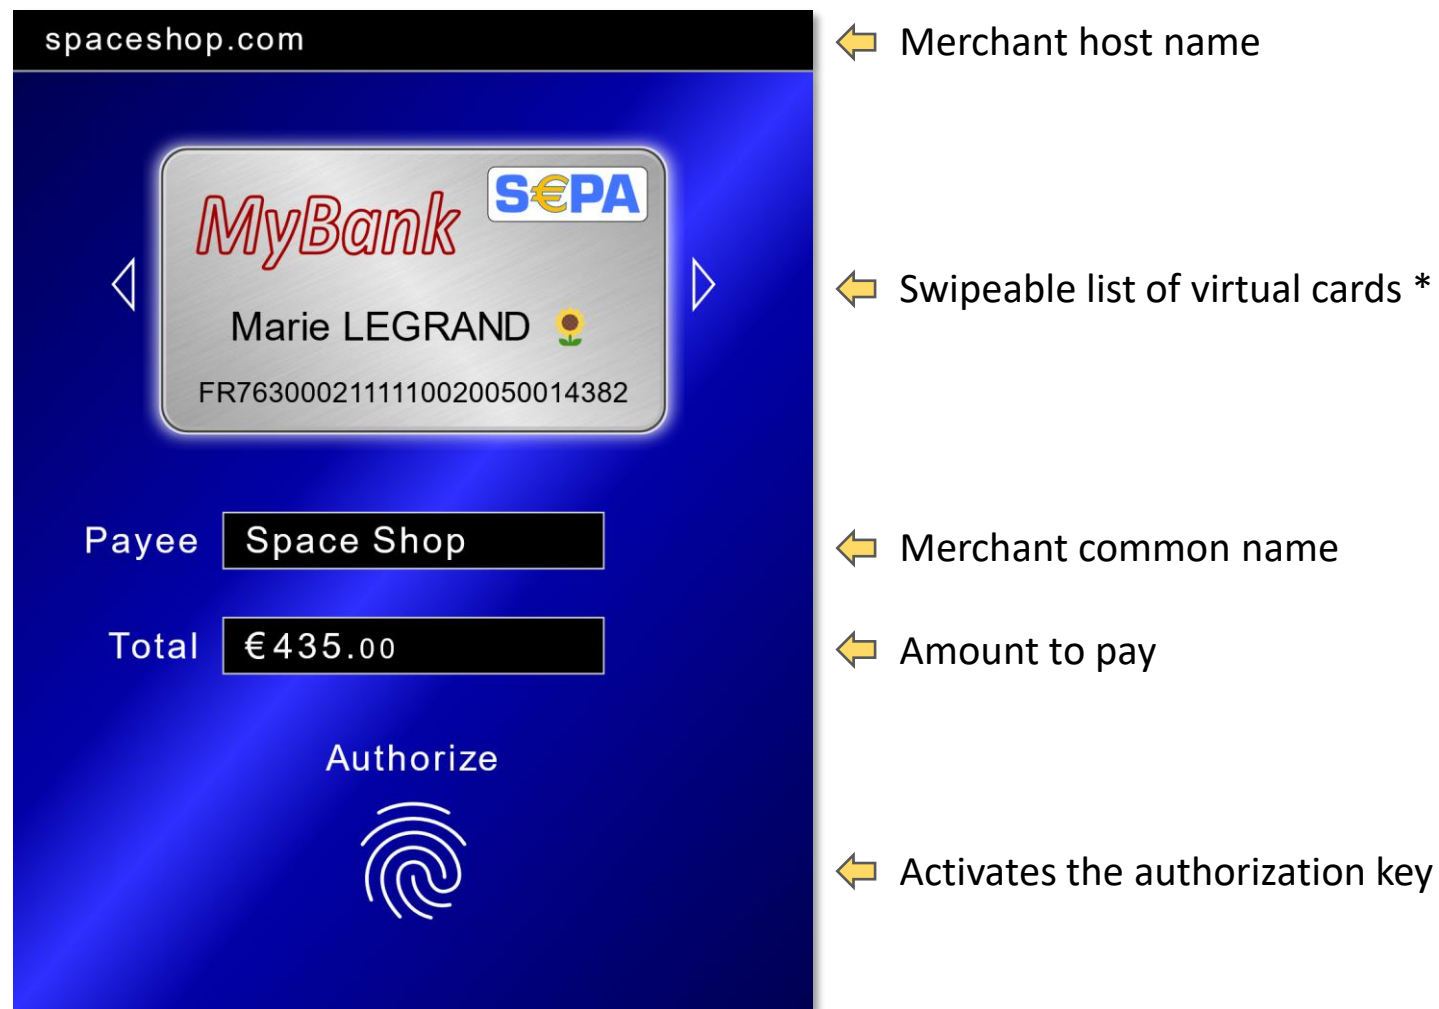 spaceshop.com
Merchant host name
MyBank
S€PA
Swipeable list of virtual cards *
Marie LEGRAND
FR7630002111110020050014382
Payee
Space Shop
Merchant common name
Total
€435.00
Amount to pay
Authorize
Activates the authorization key